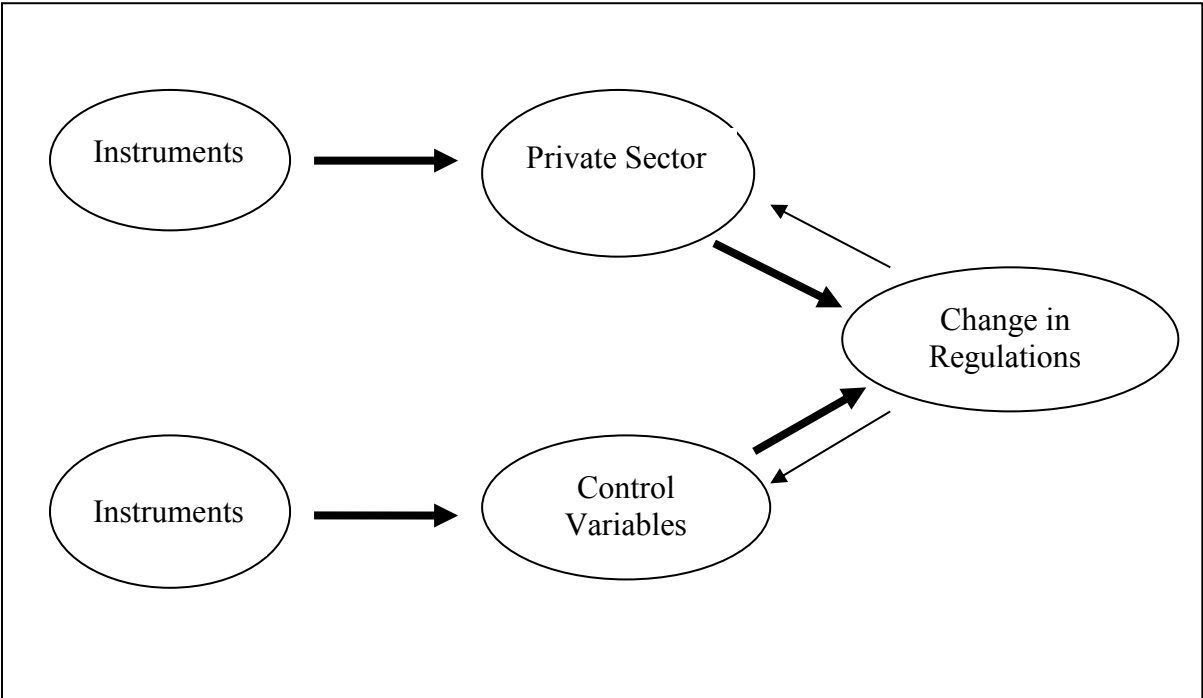 Instruments
Private Sector
Change in
Regulations
Instruments
Control
Variables